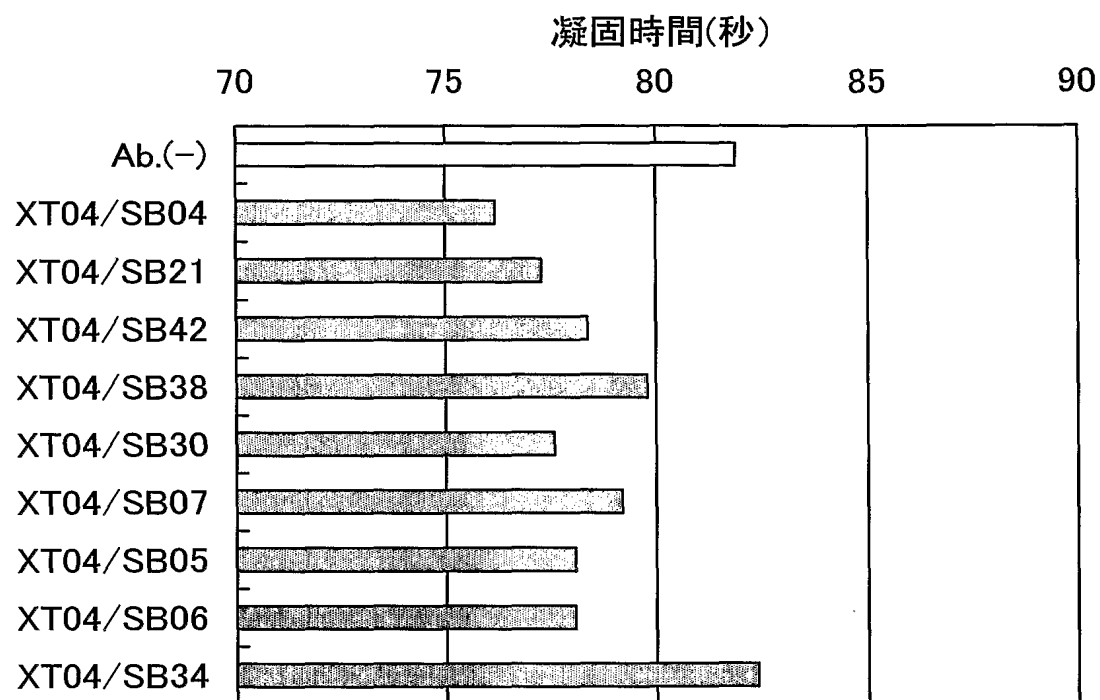 凝固時間(秒)
70 75 80 85 90
Ab.(-)
XT04/SB04
XT04/SB21
XT04/SB42
XT04/SB38
XT04/SB30
XT04/SB07
XT04/SB05
XT04/SB06
XT04/SB34